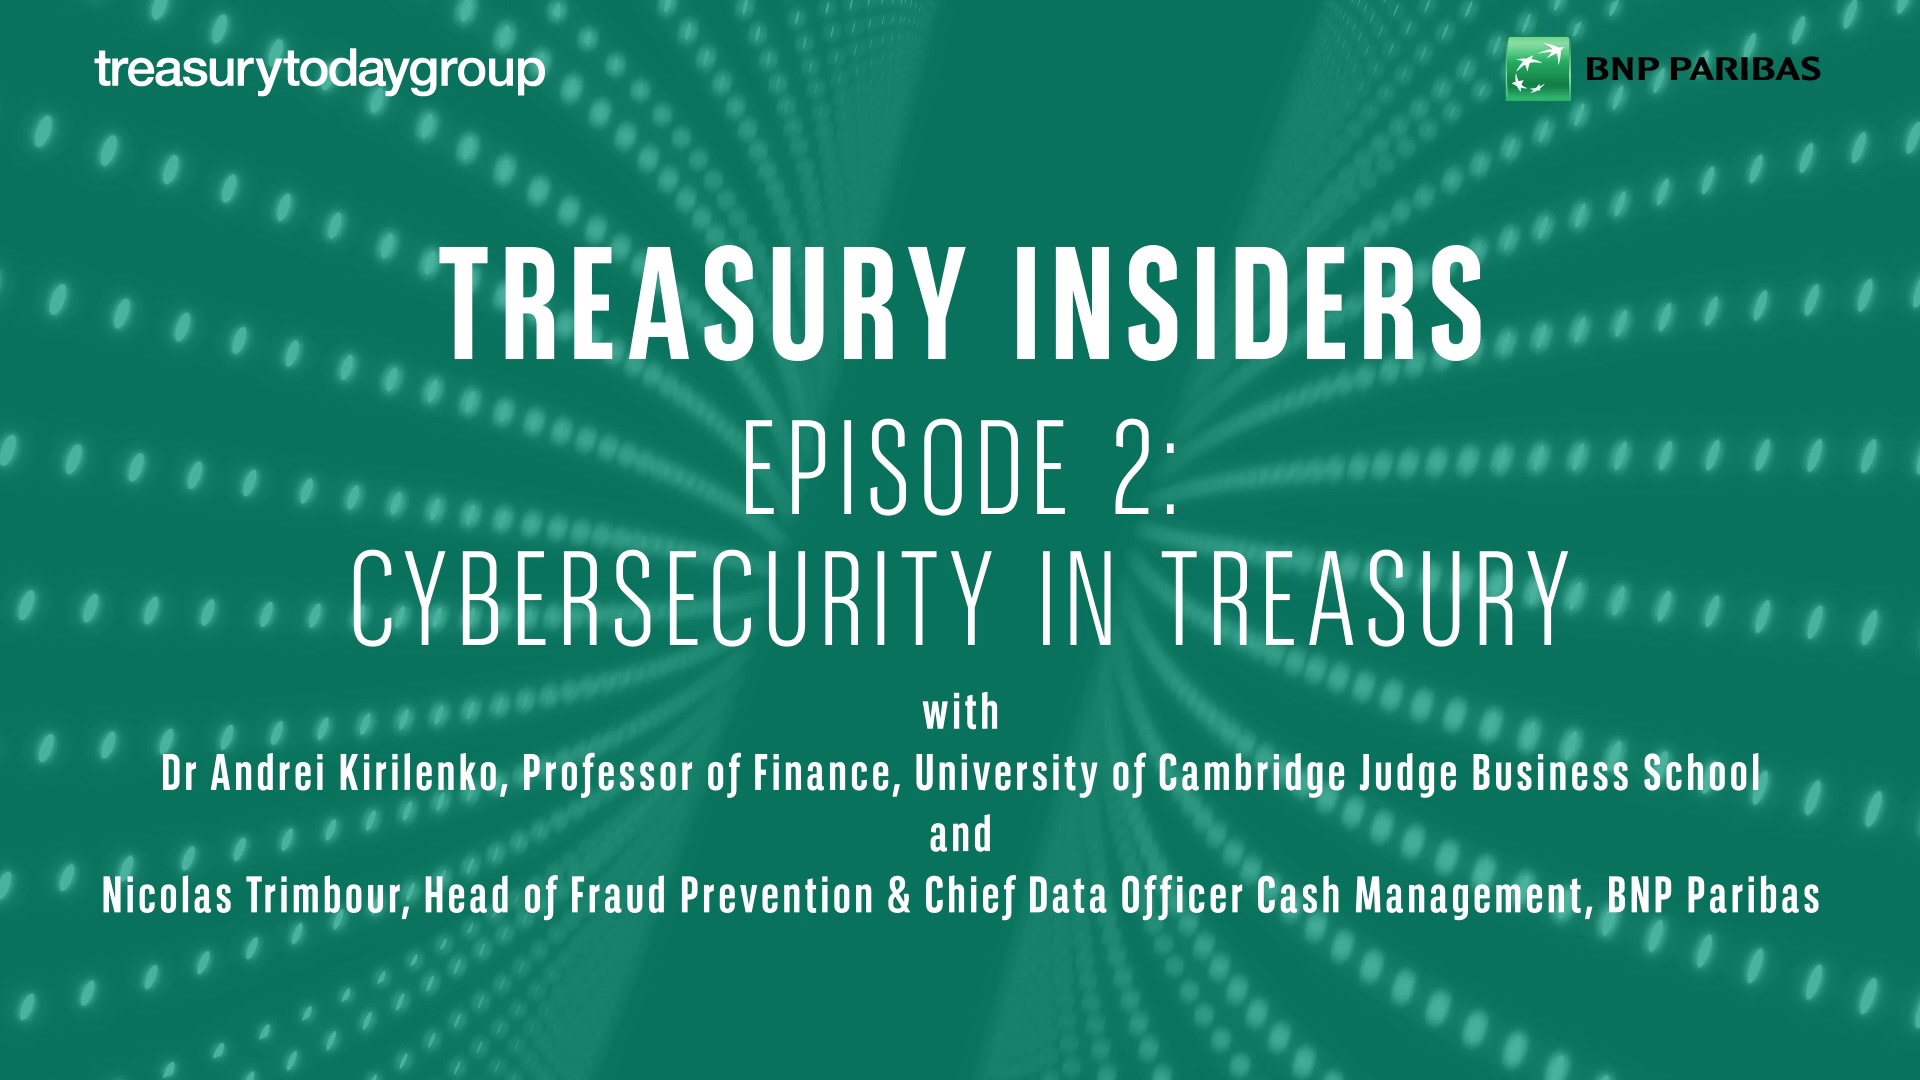 treasurytodaygroup
BNP PARIBAS
TREASURY INSIDERS
EPISODE 2:
CYBERSECURITY IN TREASURY
with
Dr Andrei Kirilenko, Professor of Finance, University of Cambridge Judge Business School
and
Nicolas Trimbour, Head of Fraud Prevention & Chief Data Officer Cash Management, BNP Paribas